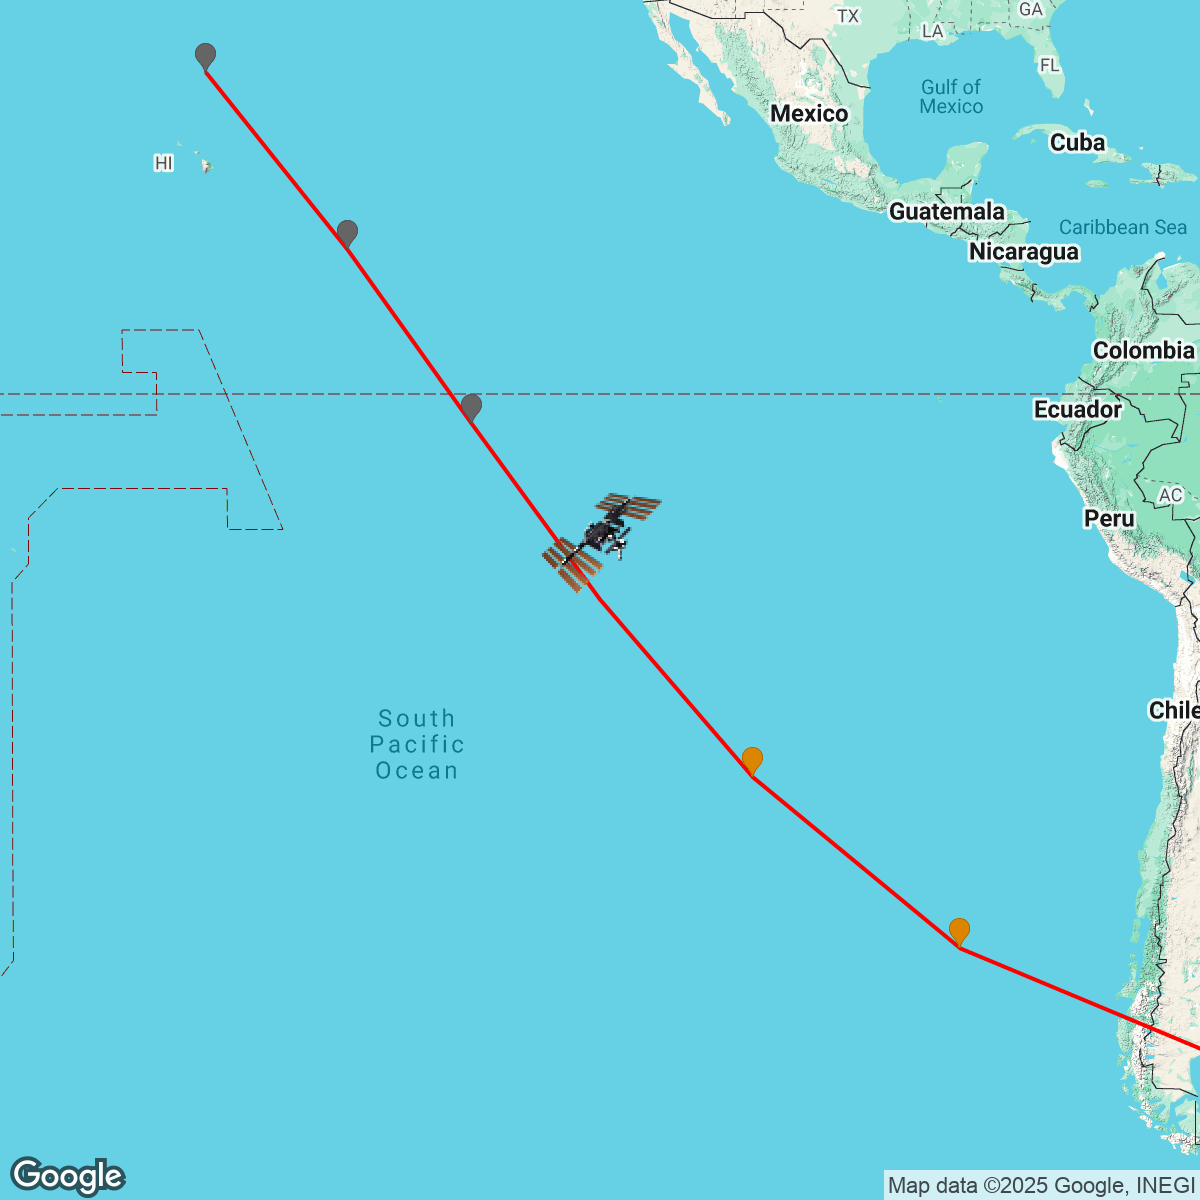 TX
LA
GA
FL
Gulf of
Mexico
Mexico
Cuba
HI
Guatemala
Caribbean Sea
Nicaragua
Colombia
Ecuador
AC
Peru
Chile
South
Pacific
Ocean
Google
Map data ©2025 Google, INEGI